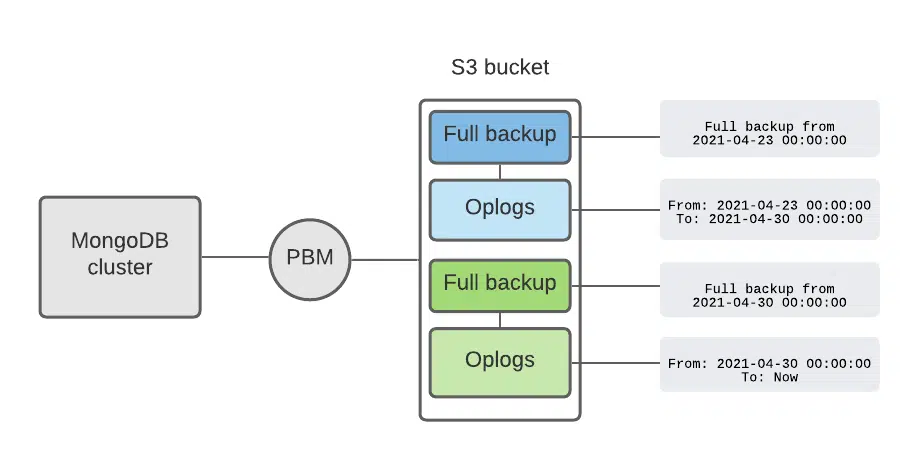 S3 bucket
Full backup
Full backup from
2021-04-23 00:00:00
Oplogs
From: 2021-04-23 00:00:00
To: 2021-04-30 00:00:00
MongoDB
cluster
PBM
Full backup
Full backup from
2021-04-30 00:00:00
Oplogs
From: 2021-04-30 00:00:00
To: Now